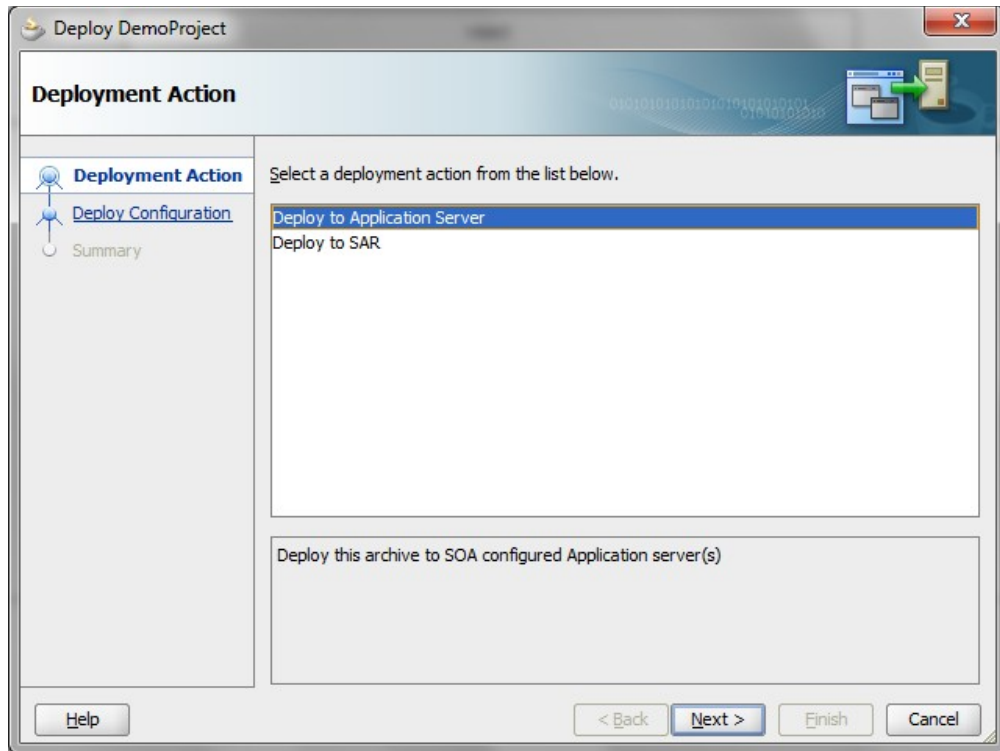 Deploy DemoProject
Deployment Action
Deployment Action
Deploy Configuration
Summary
Select a deployment action from the list below.
Deploy to Application Server
Deploy to SAR
Deploy this archive to SOA configured Application server(s)
Help
< Back
Next >
Finish
Cancel